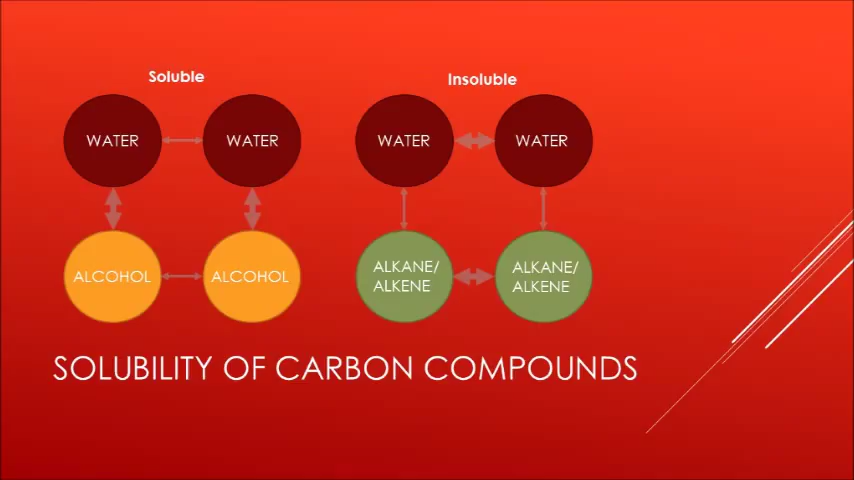 Soluble
Insoluble
WATER
WATER
WATER
WATER
ALCOHOL
ALCOHOL
ALKANE/
ALKENE
ALKANE/
ALKENE
SOLUBILITY OF CARBON COMPOUNDS